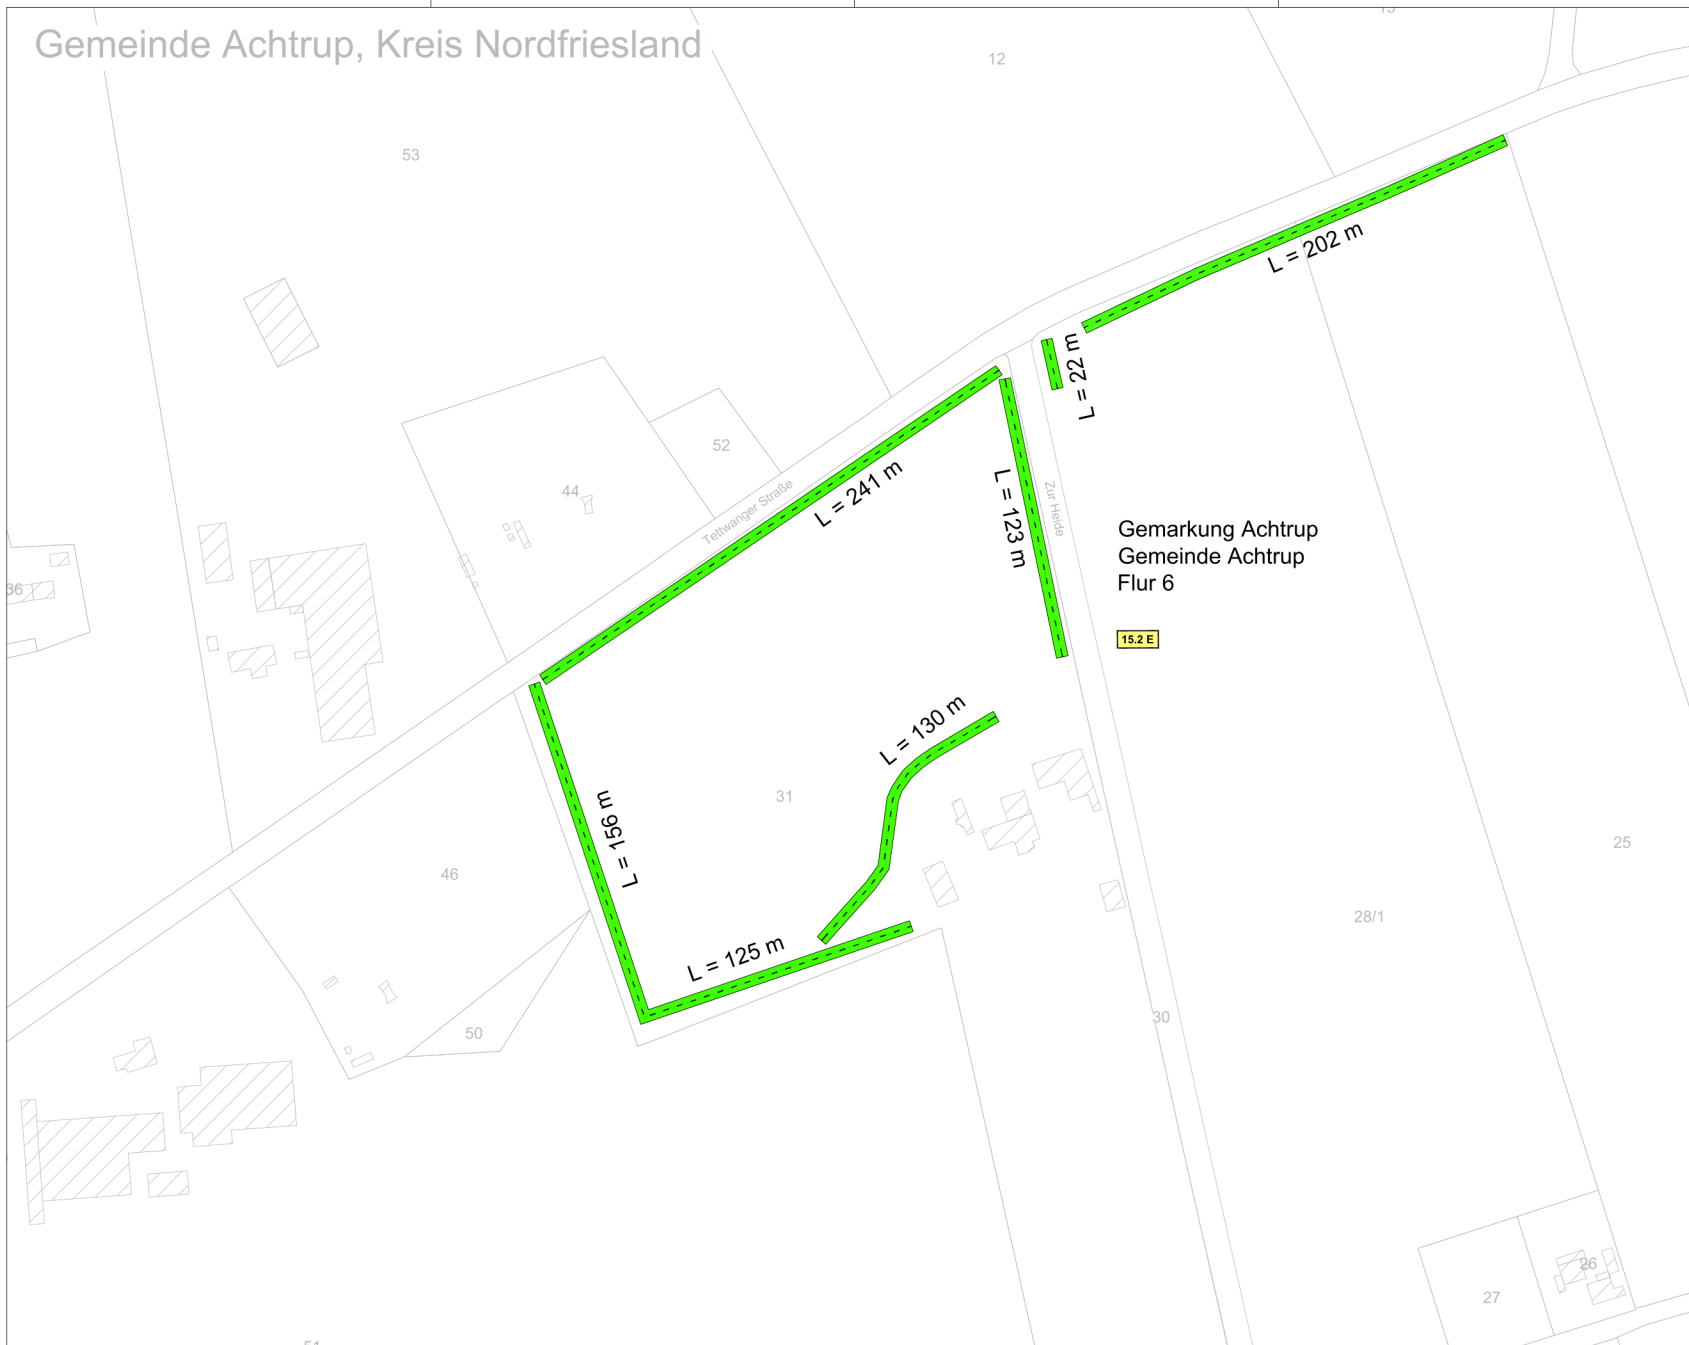 Gemeinde Achtrup, Kreis Nordfriesland
12
53
L = 202 m
L = 22 m
52
44
L = 241 m
Tettwanger Straße
L = 123 m
Zur Heide
Gemarkung Achtrup
Gemeinde Achtrup
Flur 6
36
15.2 E
L = 130 m
31
L = 156 m
25
46
28/1
L = 125 m
50
30
26
27